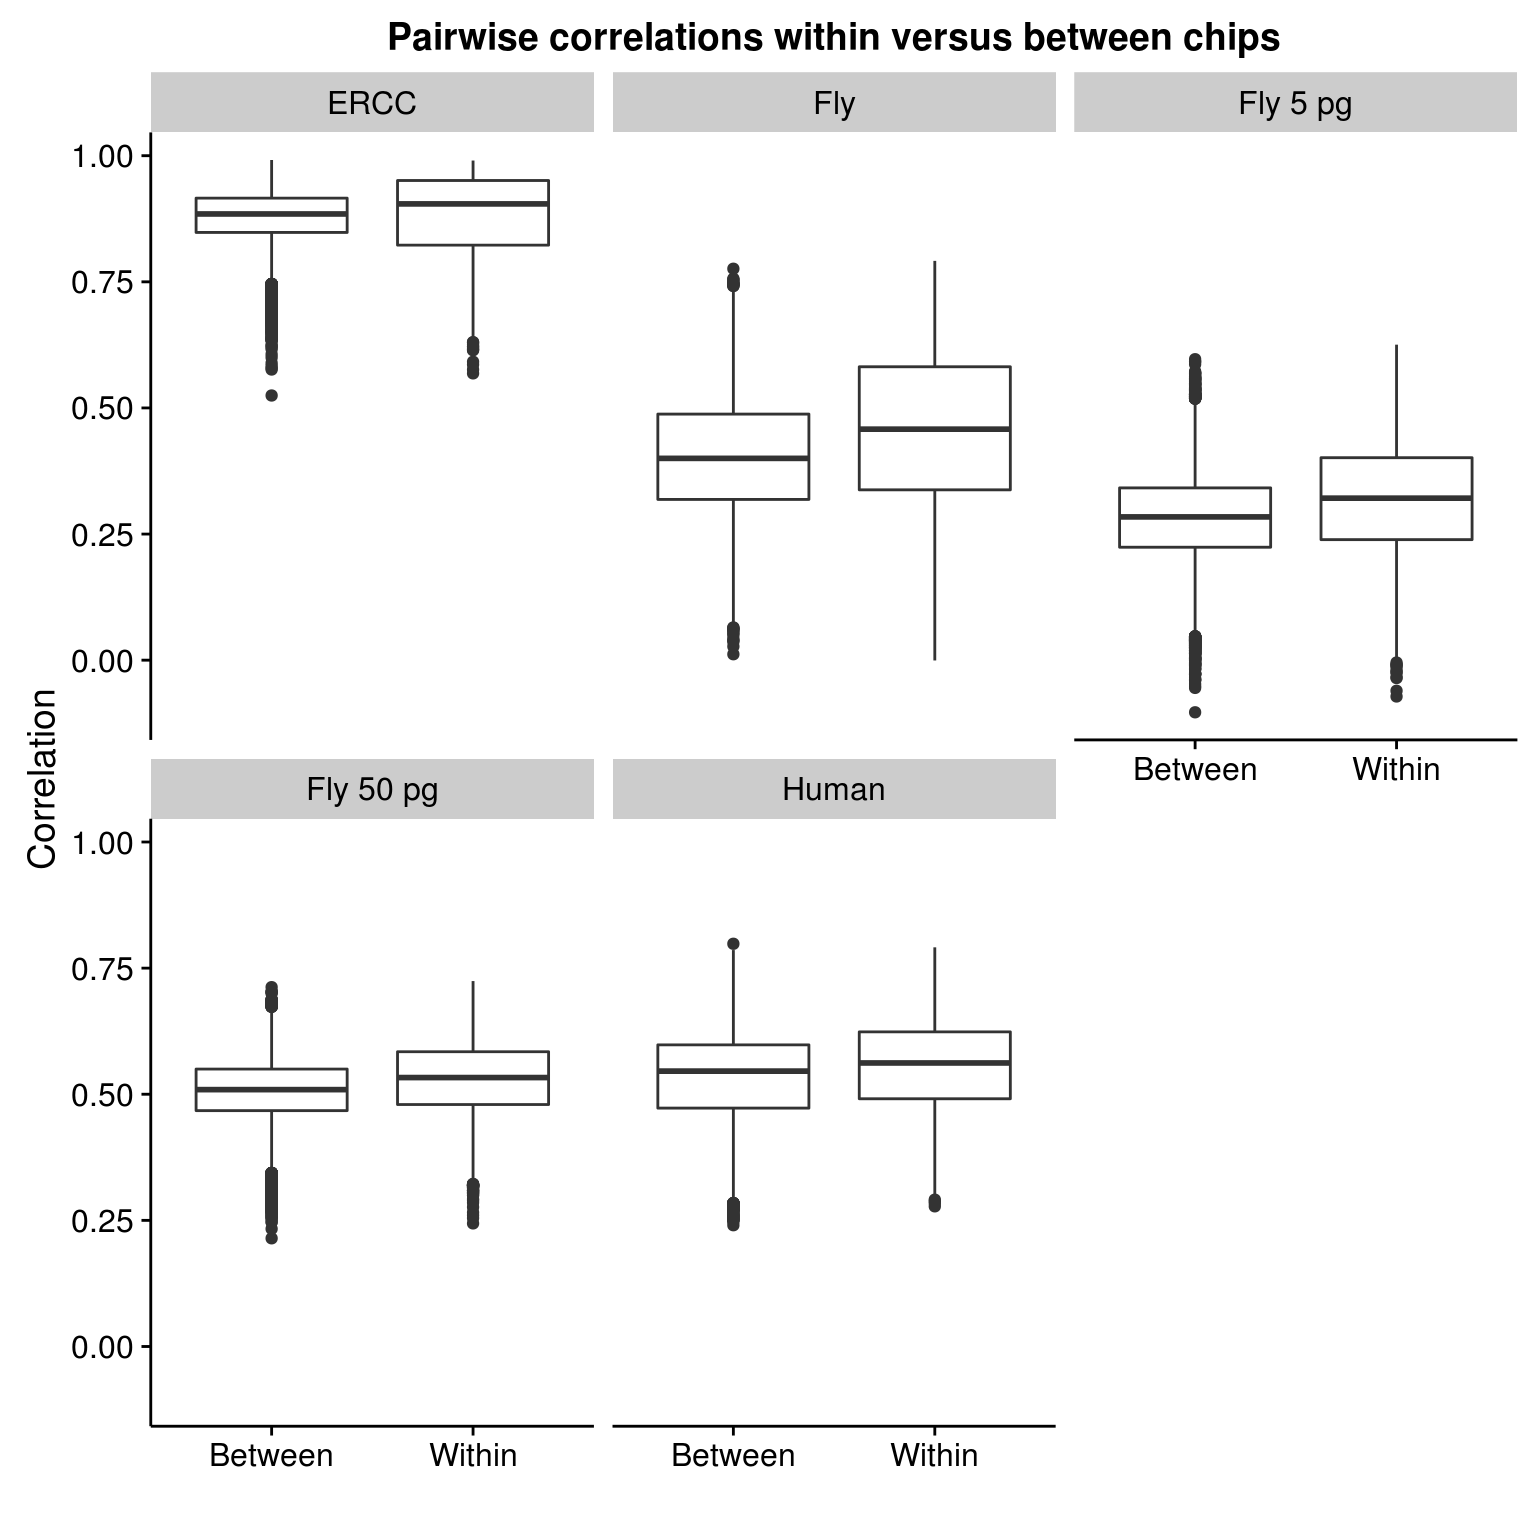 Pairwise correlations within versus between chips
ERCC
Fly
Fly 5 pg
1.00
0.75
0.50
0.25
0.00
Between
Within
Correlation
Fly 50 pg
Human
1.00
0.75
0.50
0.25
0.00
Between
Within
Between
Within